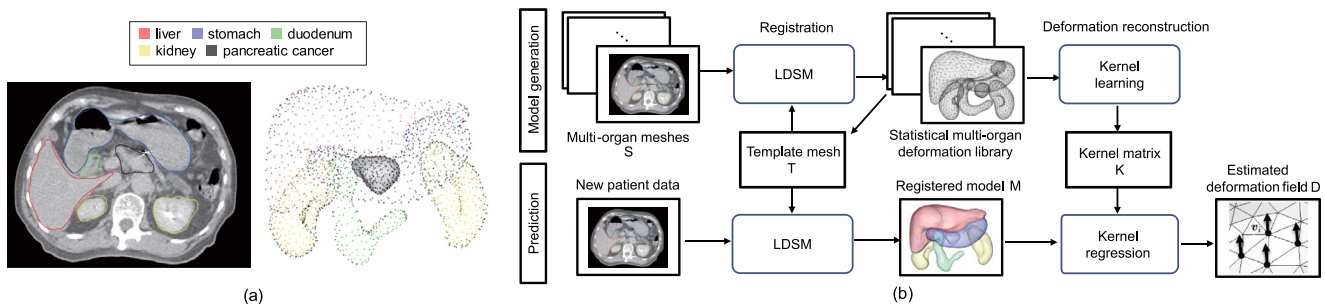 liver stomach duodenum
kidney pancreatic cancer
(a)
Model generation
Registration
Deformation reconstruction
LDSM
Kernel
learning
Multi-organ meshes
S
Statistical multi-organ
deformation library
Template mesh
T
Kernel matrix
K
Prediction
New patient data
LDSM
Registered model M
Kernel
regression
Estimated
deformation field D
(b)